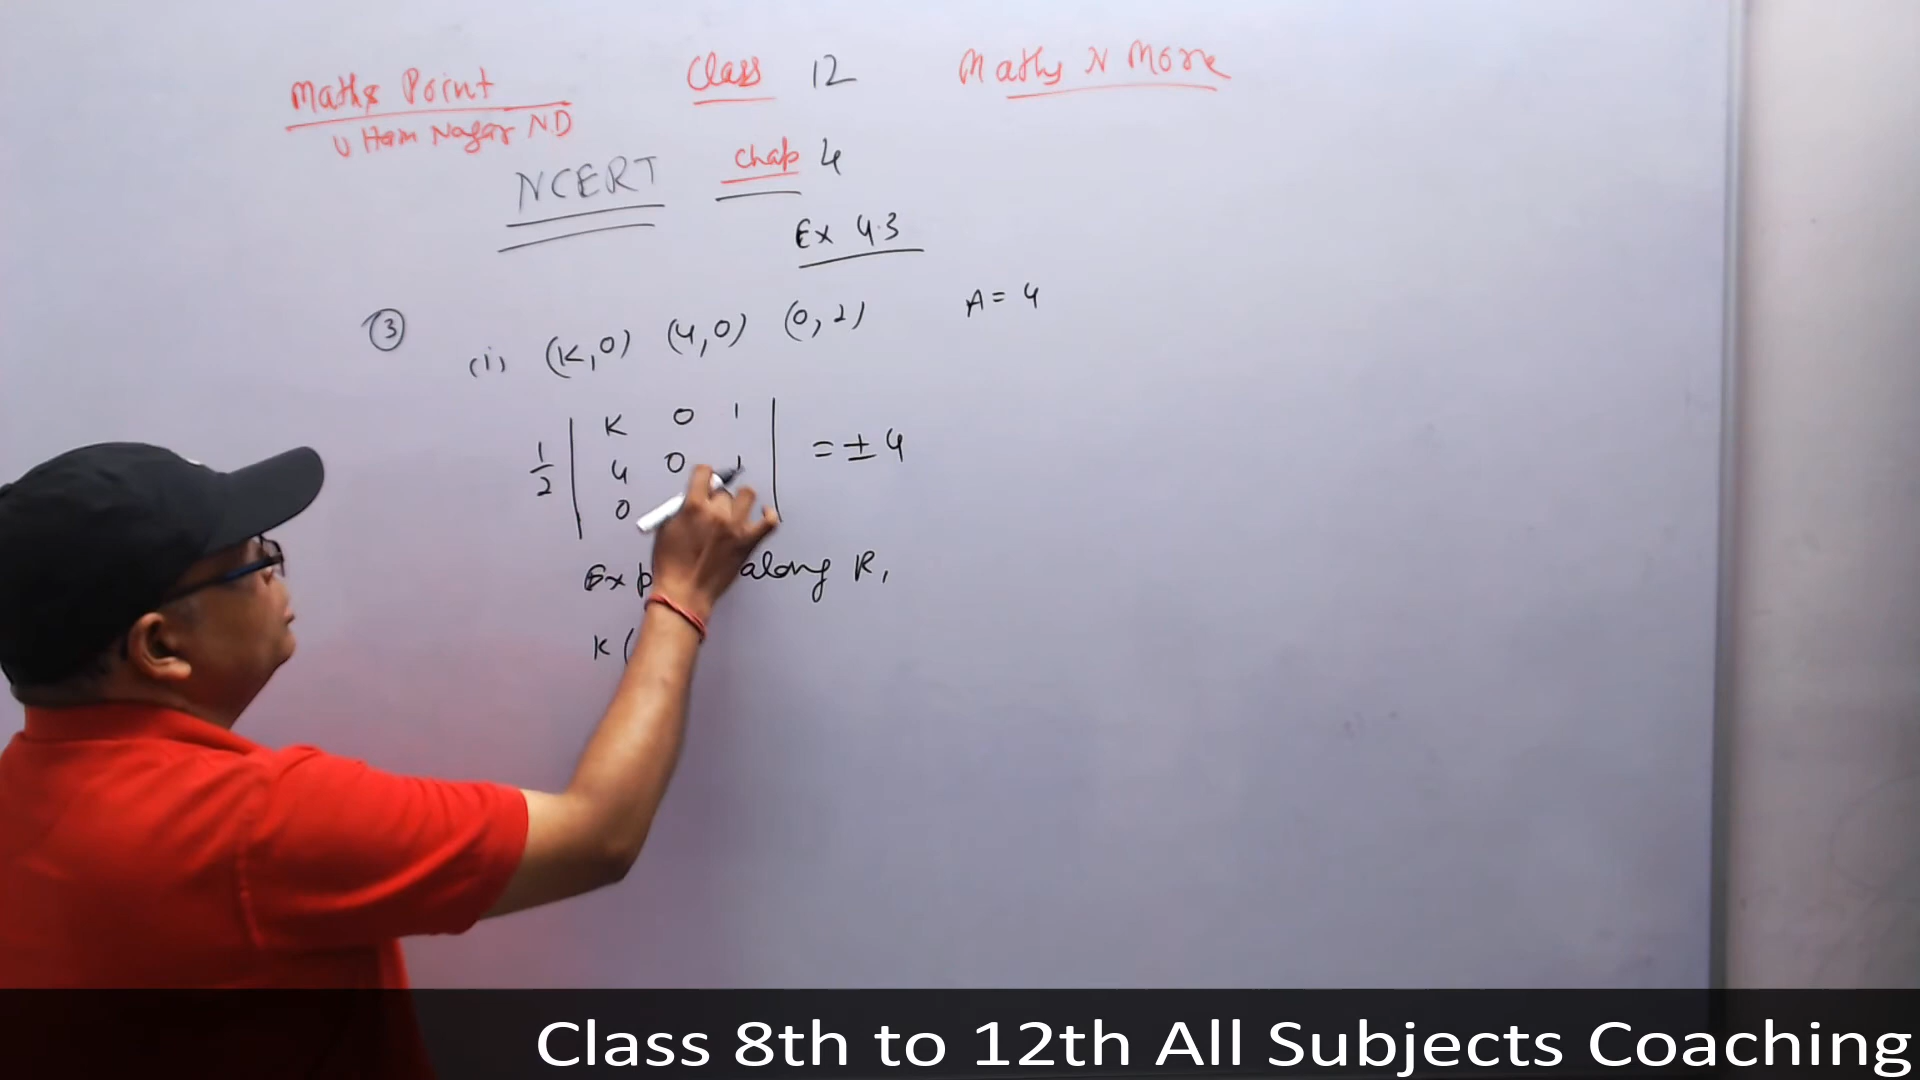 Maths Point Class 12 Maths N More
Uttam Nagar ND
NCERT Chap 4
Ex 4.3
③
(i) (K,0) (4,0) (0,2) A = 4
1/2 | K 0 1 |
| 4 0 1 | = ± 4
| 0
along R₁
K (
Class 8th to 12th All Subjects Coaching